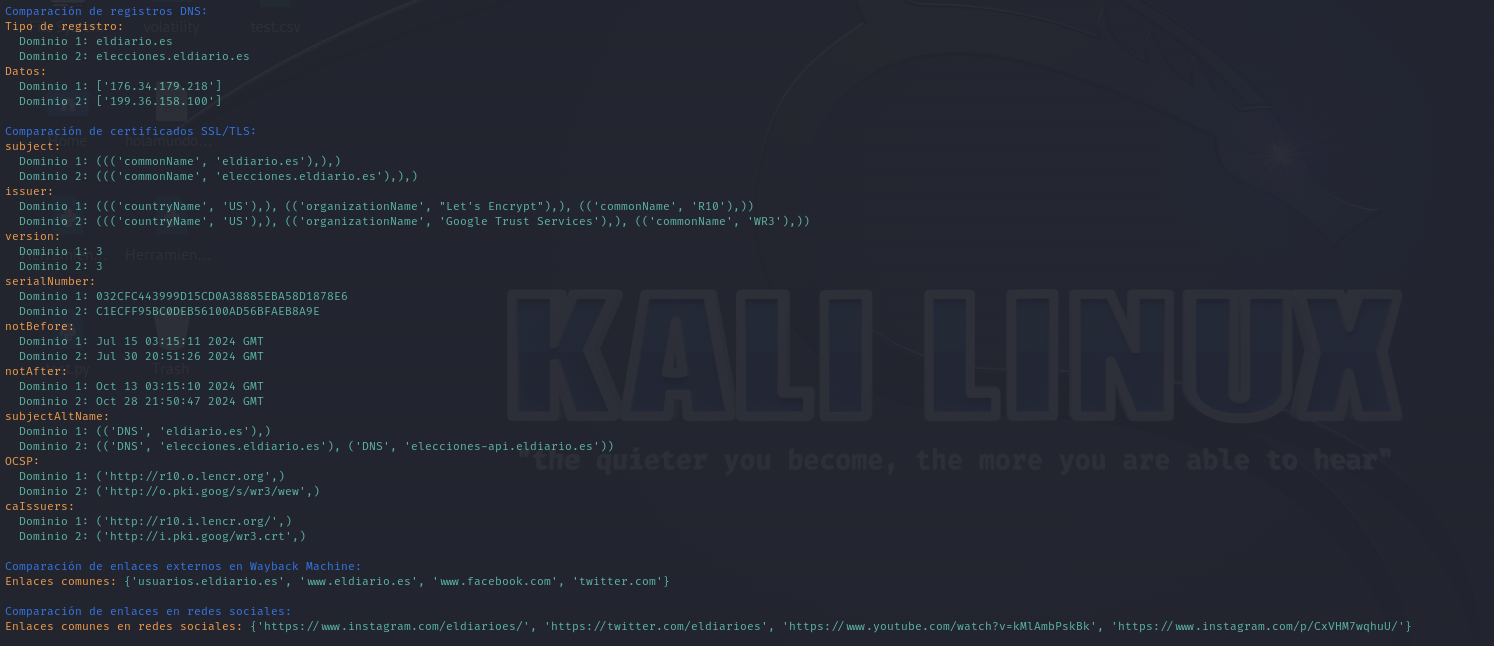 Comparación de registros DNS:
Tipo de registro:
Dominio 1: eldiario.es
Dominio 2: elecciones.eldiario.es
Datos:
Dominio 1: ['176.34.179.218']
Dominio 2: ['199.36.158.100']
Comparación de certificados SSL/TLS:
subject:
Dominio 1: ((('commonName', 'eldiario.es'),),)
Dominio 2: ((('commonName', 'elecciones.eldiario.es'),),)
issuer:
Dominio 1: ((('countryName', 'US'),), (('organizationName', "Let's Encrypt"),), (('commonName', 'R10'),))
Dominio 2: ((('countryName', 'US'),), (('organizationName', 'Google Trust Services'),), (('commonName', 'WR3'),))
version:
Dominio 1: 3
Dominio 2: 3
serialNumber:
Dominio 1: 032CFC443999D15CD0A38885EBA58D1878E6
Dominio 2: C1ECFF95BC0DEB56100AD56BFAEB8A9E
notBefore:
Dominio 1: Jul 15 03:15:11 2024 GMT
Dominio 2: Jul 30 20:51:26 2024 GMT
notAfter:
Dominio 1: Oct 13 03:15:10 2024 GMT
Dominio 2: Oct 28 21:50:47 2024 GMT
subjectAltName:
Dominio 1: (('DNS', 'eldiario.es'),)
Dominio 2: (('DNS', 'elecciones.eldiario.es'), ('DNS', 'elecciones-api.eldiario.es'))
OCSP:
Dominio 1: ('http://r10.o.lencr.org',)
Dominio 2: ('http://o.pki.goog/s/wr3/wew',)
caIssuers:
Dominio 1: ('http://r10.i.lencr.org/',)
Dominio 2: ('http://i.pki.goog/wr3.crt',)
Comparación de enlaces externos en Wayback Machine:
Enlaces comunes: {'usuarios.eldiario.es', 'www.eldiario.es', 'www.facebook.com', 'twitter.com'}
Comparación de enlaces en redes sociales:
Enlaces comunes en redes sociales: {'https://www.instagram.com/eldiarioes/', 'https://twitter.com/eldiarioes', 'https://www.youtube.com/watch?v=kMlAmbPskBk', 'https://www.instagram.com/p/CxVHM7wqhuU/'}
volatility
test.csv
Herramien...
Trash
KALI LINUX
"the quieter you become, the more you are able to hear"